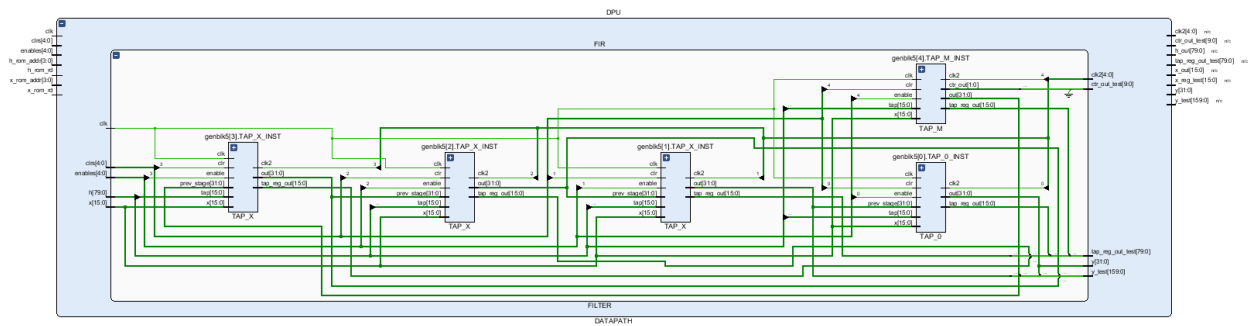 DPU
clk
clrs[4:0]
enables[4:0]
h_rom_addr[3:0]
h_rom_rd
x_rom_addr[3:0]
x_rom_rd
FIR
clk
clrs[4:0]
enables[4:0]
h[79:0]
x[15:0]
genblk5[3].TAP_X_INST
clk
clr
enable
prev_stage[31:0]
tap[15:0]
x[15:0]
clk2
out[31:0]
tap_reg_out[15:0]
TAP_X
genblk5[2].TAP_X_INST
clk
clr
enable
prev_stage[31:0]
tap[15:0]
x[15:0]
clk2
out[31:0]
tap_reg_out[15:0]
TAP_X
genblk5[1].TAP_X_INST
clk
clr
enable
prev_stage[31:0]
tap[15:0]
x[15:0]
clk2
out[31:0]
tap_reg_out[15:0]
TAP_X
genblk5[4].TAP_M_INST
clk
clr
enable
tap[15:0]
x[15:0]
clk2
ctr_out[1:0]
out[31:0]
tap_reg_out[15:0]
TAP_M
genblk5[0].TAP_0_INST
clk
clr
enable
prev_stage[31:0]
tap[15:0]
x[15:0]
clk2
out[31:0]
tap_reg_out[15:0]
TAP_0
clk2[4:0]
ctr_out_test[9:0]
tap_reg_out_test[79:0]
y[31:0]
y_test[159:0]
FILTER
clk2[4:0] n/c
ctr_out_test[9:0] n/c
h_out[79:0] n/c
tap_reg_out_test[79:0] n/c
x_out[15:0] n/c
x_reg_test[15:0] n/c
y[31:0]
y_test[159:0] n/c
DATAPATH